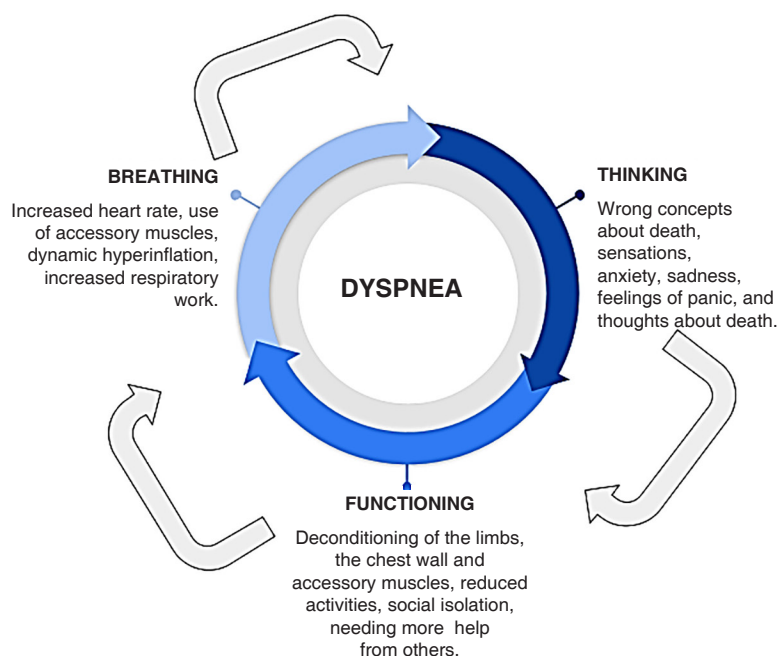 BREATHING
Increased heart rate, use
of accessory muscles,
dynamic hyperinflation,
increased respiratory
work.
DYSPNEA
THINKING
Wrong concepts
about death,
sensations,
anxiety, sadness,
feelings of panic, and
thoughts about death.
FUNCTIONING
Deconditioning of the limbs,
the chest wall and
accessory muscles, reduced
activities, social isolation,
needing more help
from others.